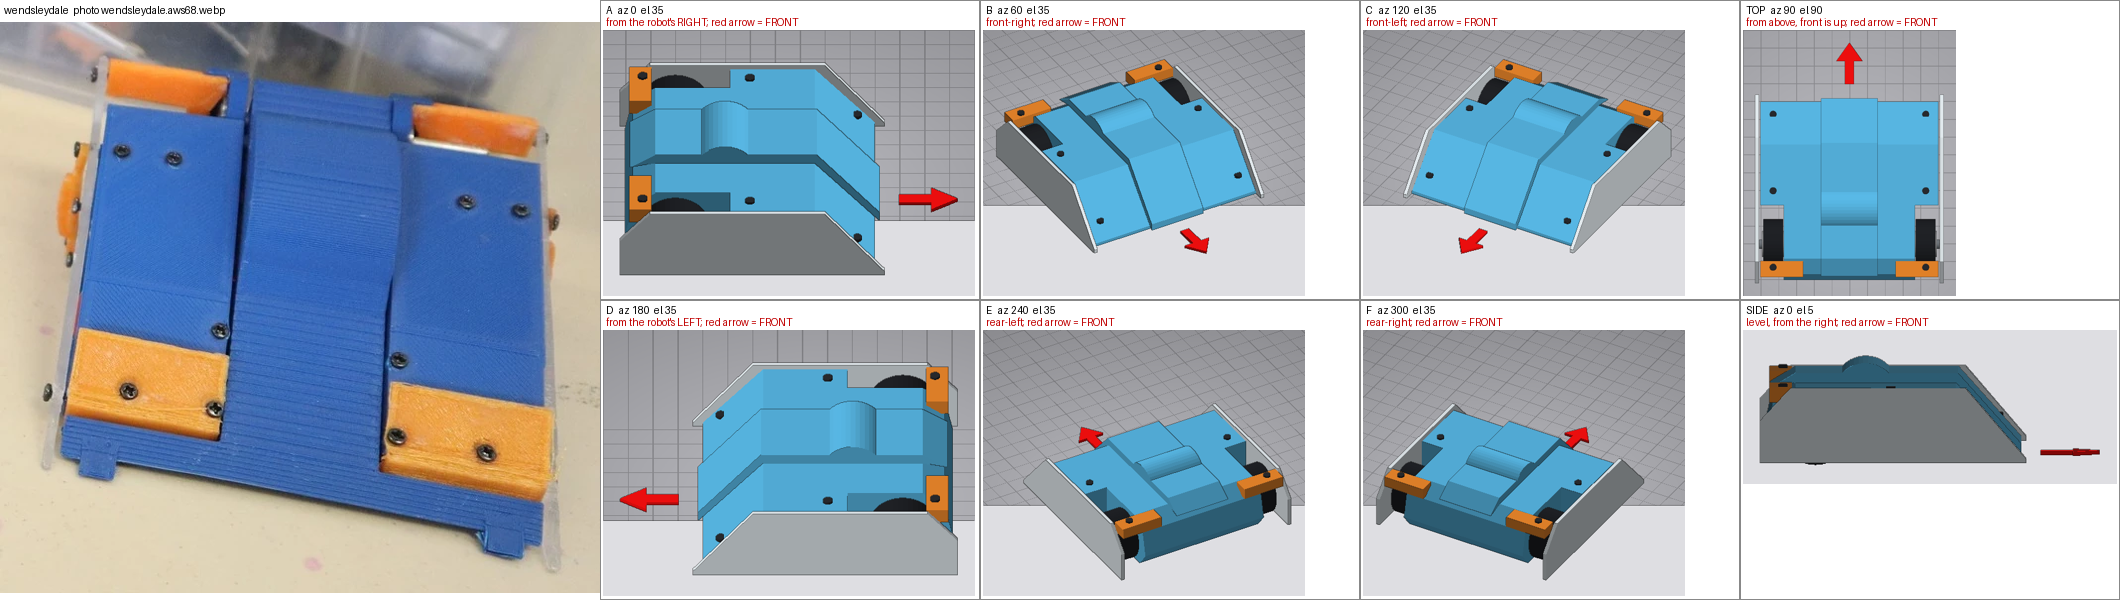 wendsleydale photo wendsleydale.aws68.webp
A az 0 el 35
from the robot's RIGHT; red arrow = FRONT
B az 60 el 35
front-right; red arrow = FRONT
C az 120 el 35
front-left; red arrow = FRONT
TOP az 90 el 90
from above, front is up; red arrow = FRONT
D az 180 el 35
from the robot's LEFT; red arrow = FRONT
E az 240 el 35
rear-left; red arrow = FRONT
F az 300 el 35
rear-right; red arrow = FRONT
SIDE az 0 el 5
level, from the right; red arrow = FRONT